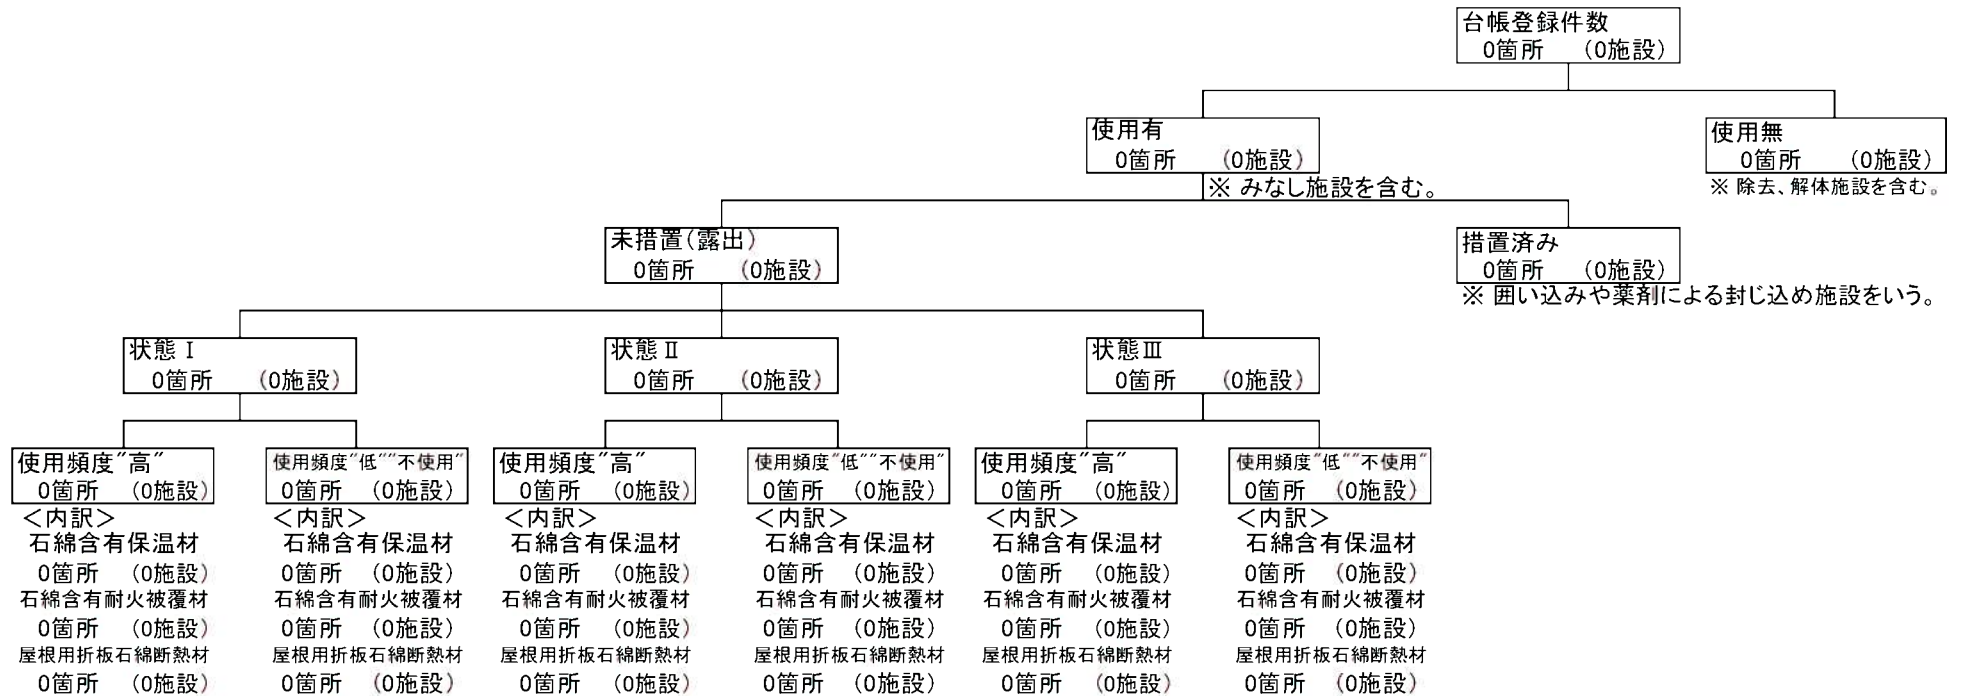 台帳登録件数
0箇所 (0施設)
使用有
0箇所 (0施設)
※ みなし施設を含む。
使用無
0箇所 (0施設)
※ 除去、解体施設を含む。
未措置(露出)
0箇所 (0施設)
措置済み
0箇所 (0施設)
※ 囲い込みや薬剤による封じ込め施設をいう。
状態Ⅰ
0箇所 (0施設)
状態Ⅱ
0箇所 (0施設)
状態Ⅲ
0箇所 (0施設)
使用頻度"高"
0箇所 (0施設)
<内訳>
石綿含有保温材
0箇所 (0施設)
石綿含有耐火被覆材
0箇所 (0施設)
屋根用折板石綿断熱材
0箇所 (0施設)
使用頻度"低""不使用"
0箇所 (0施設)
<内訳>
石綿含有保温材
0箇所 (0施設)
石綿含有耐火被覆材
0箇所 (0施設)
屋根用折板石綿断熱材
0箇所 (0施設)
使用頻度"高"
0箇所 (0施設)
<内訳>
石綿含有保温材
0箇所 (0施設)
石綿含有耐火被覆材
0箇所 (0施設)
屋根用折板石綿断熱材
0箇所 (0施設)
使用頻度"低""不使用"
0箇所 (0施設)
<内訳>
石綿含有保温材
0箇所 (0施設)
石綿含有耐火被覆材
0箇所 (0施設)
屋根用折板石綿断熱材
0箇所 (0施設)
使用頻度"高"
0箇所 (0施設)
<内訳>
石綿含有保温材
0箇所 (0施設)
石綿含有耐火被覆材
0箇所 (0施設)
屋根用折板石綿断熱材
0箇所 (0施設)
使用頻度"低""不使用"
0箇所 (0施設)
<内訳>
石綿含有保温材
0箇所 (0施設)
石綿含有耐火被覆材
0箇所 (0施設)
屋根用折板石綿断熱材
0箇所 (0施設)